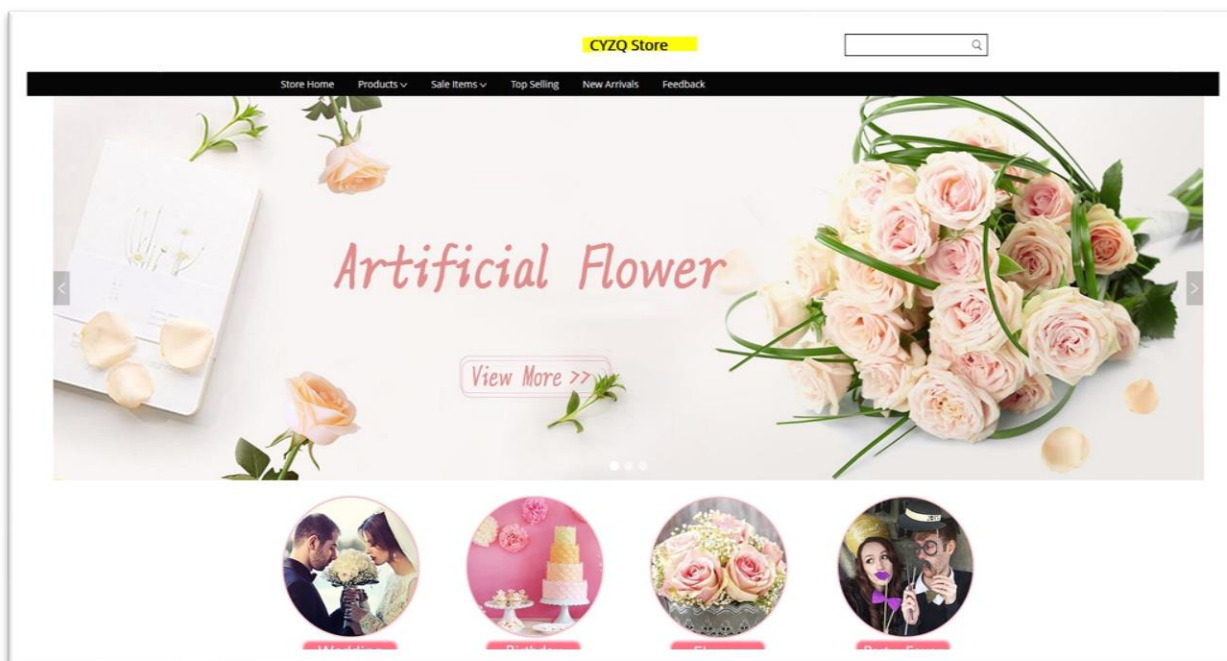 CYZQ Store
Store Home Products Sale Items Top Selling New Arrivals Feedback
Artificial Flower
View More >>